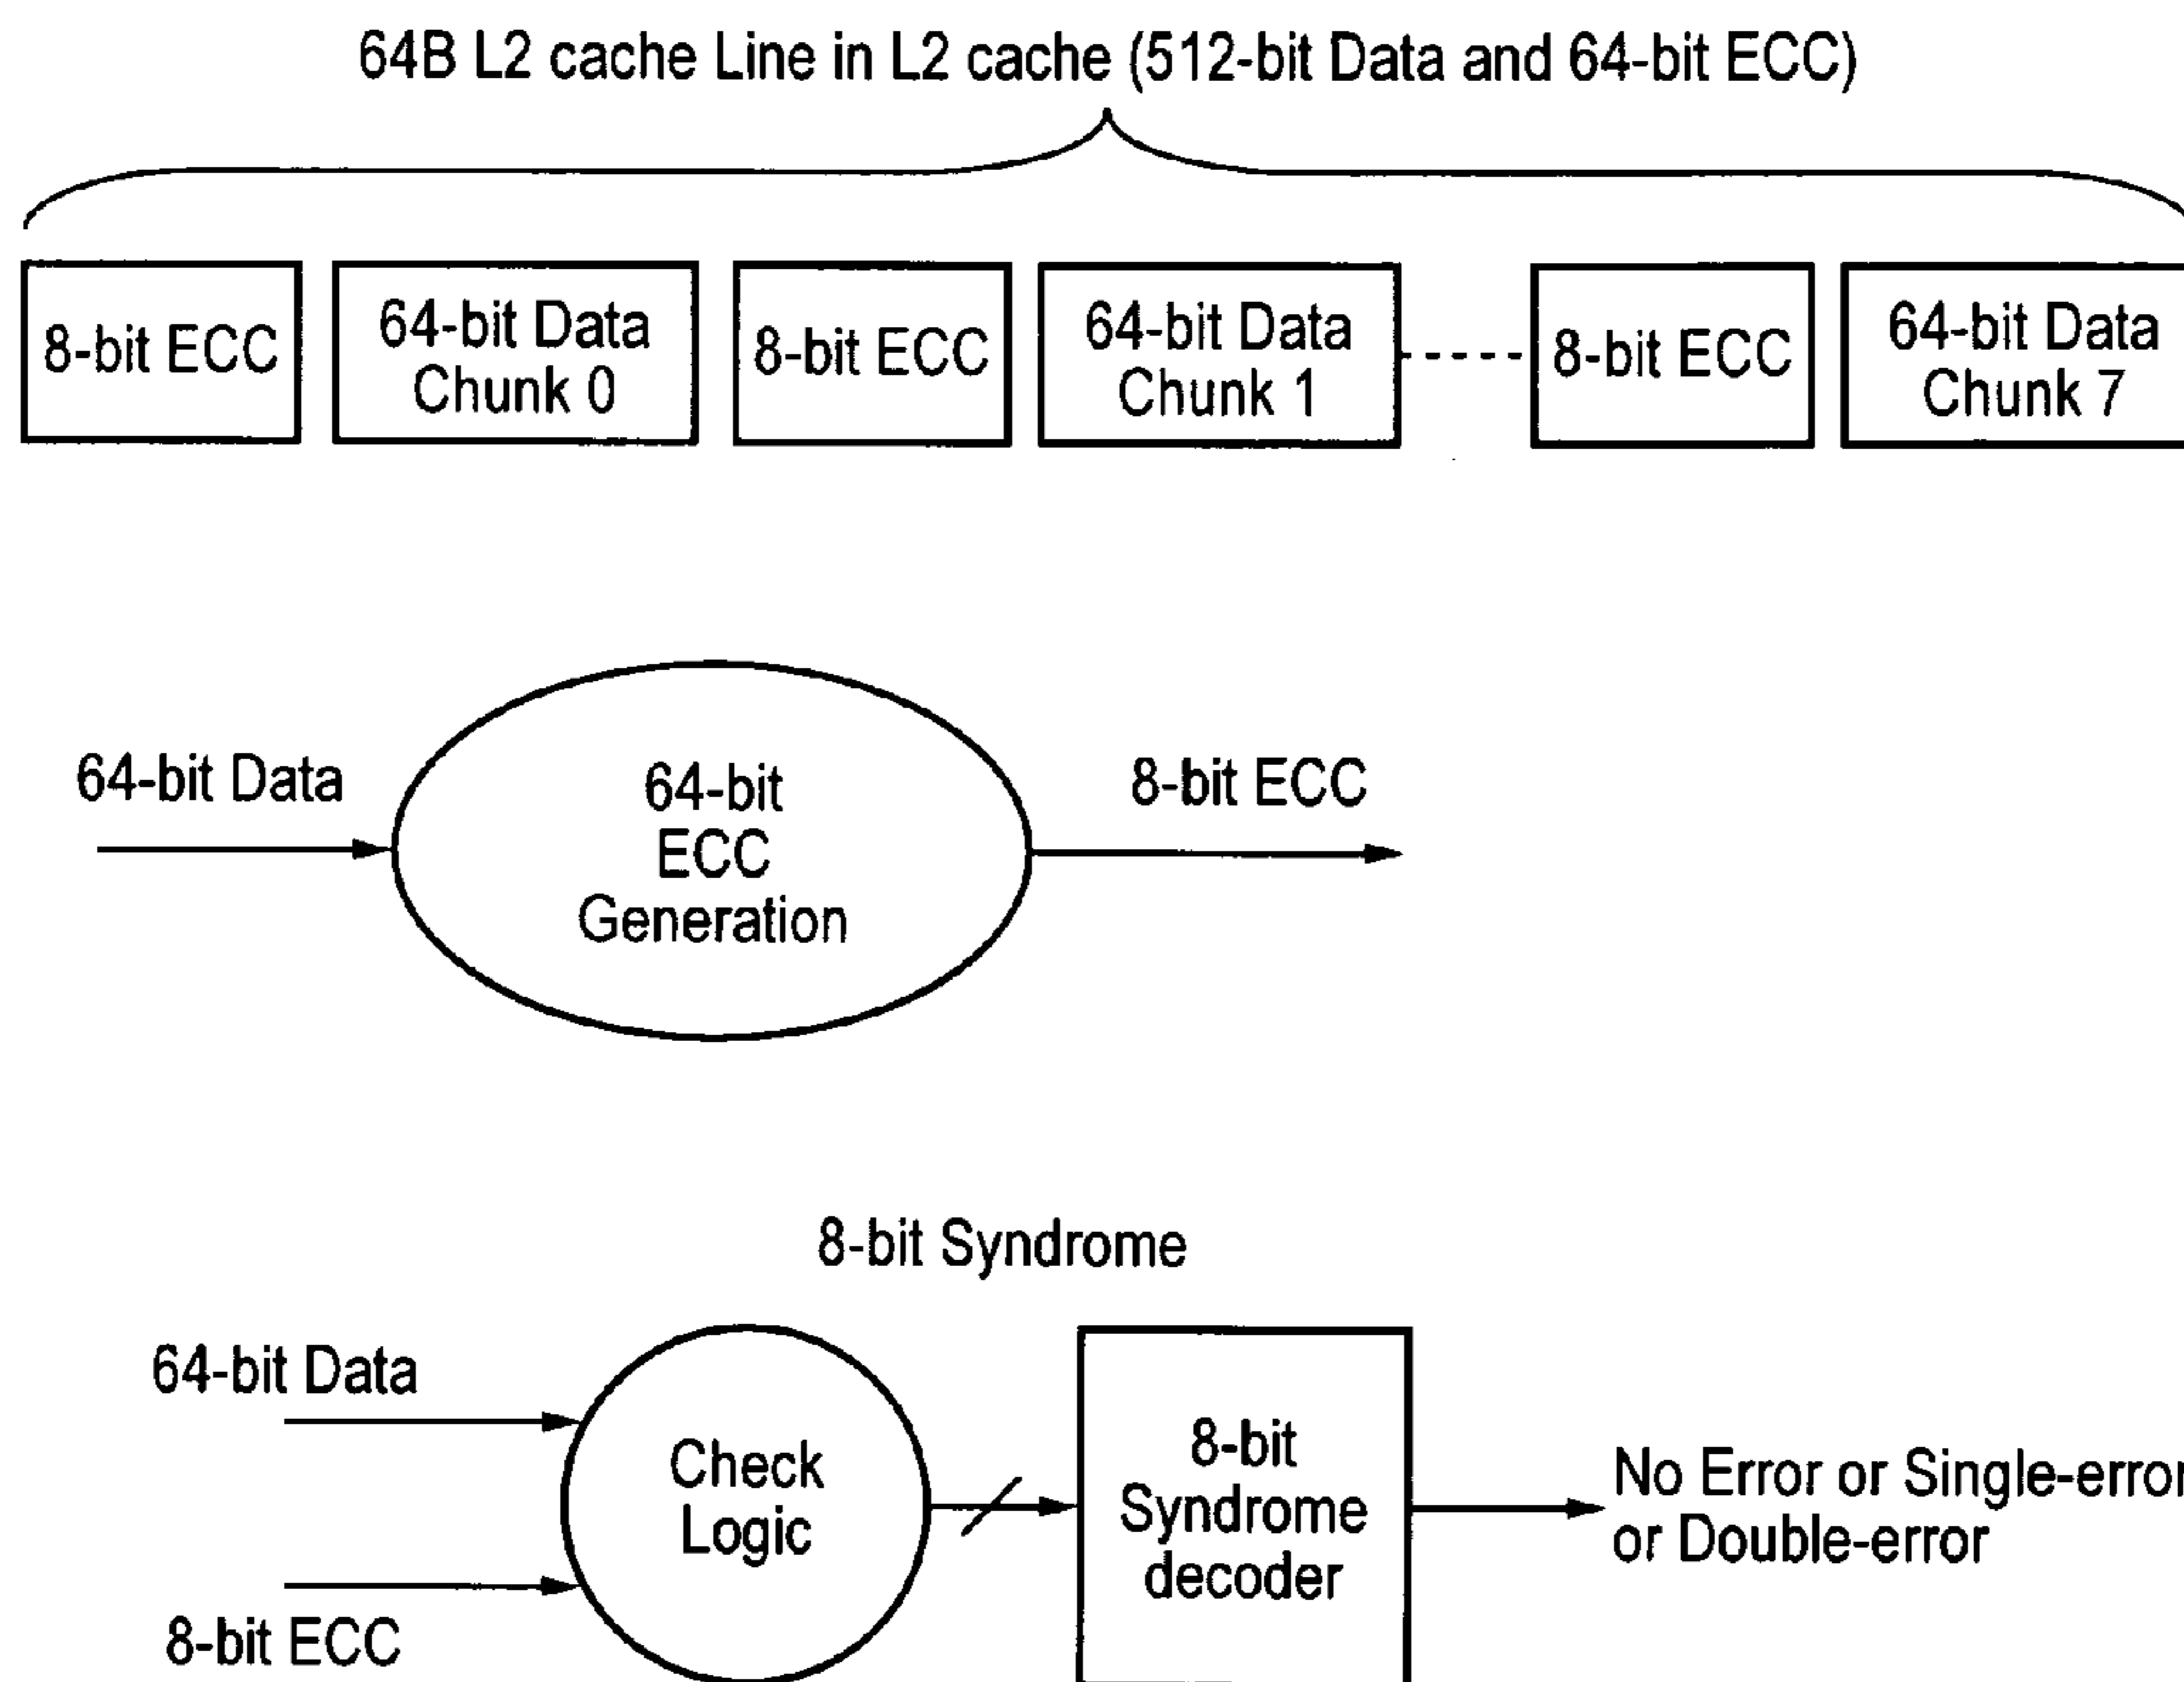 64B L2 cache Line in L2 cache (512-bit Data and 64-bit ECC)
8-bit ECC
64-bit Data
Chunk 0
8-bit ECC
64-bit Data
Chunk 1
8-bit ECC
64-bit Data
Chunk 7
64-bit Data
64-bit
ECC
Generation
8-bit ECC
8-bit Syndrome
64-bit Data
8-bit ECC
Check
Logic
8-bit
Syndrome
decoder
No Error or Single-error
or Double-error